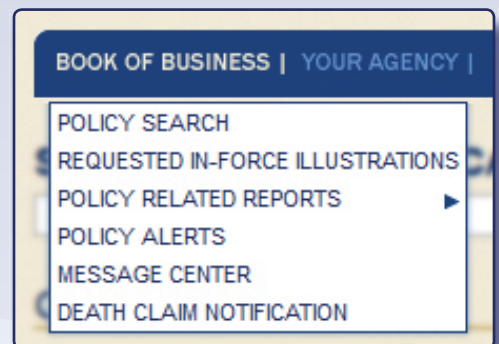 BOOK OF BUSINESS | YOUR AGENCY |
POLICY SEARCH
REQUESTED IN-FORCE ILLUSTRATIONS
POLICY RELATED REPORTS
POLICY ALERTS
MESSAGE CENTER
DEATH CLAIM NOTIFICATION